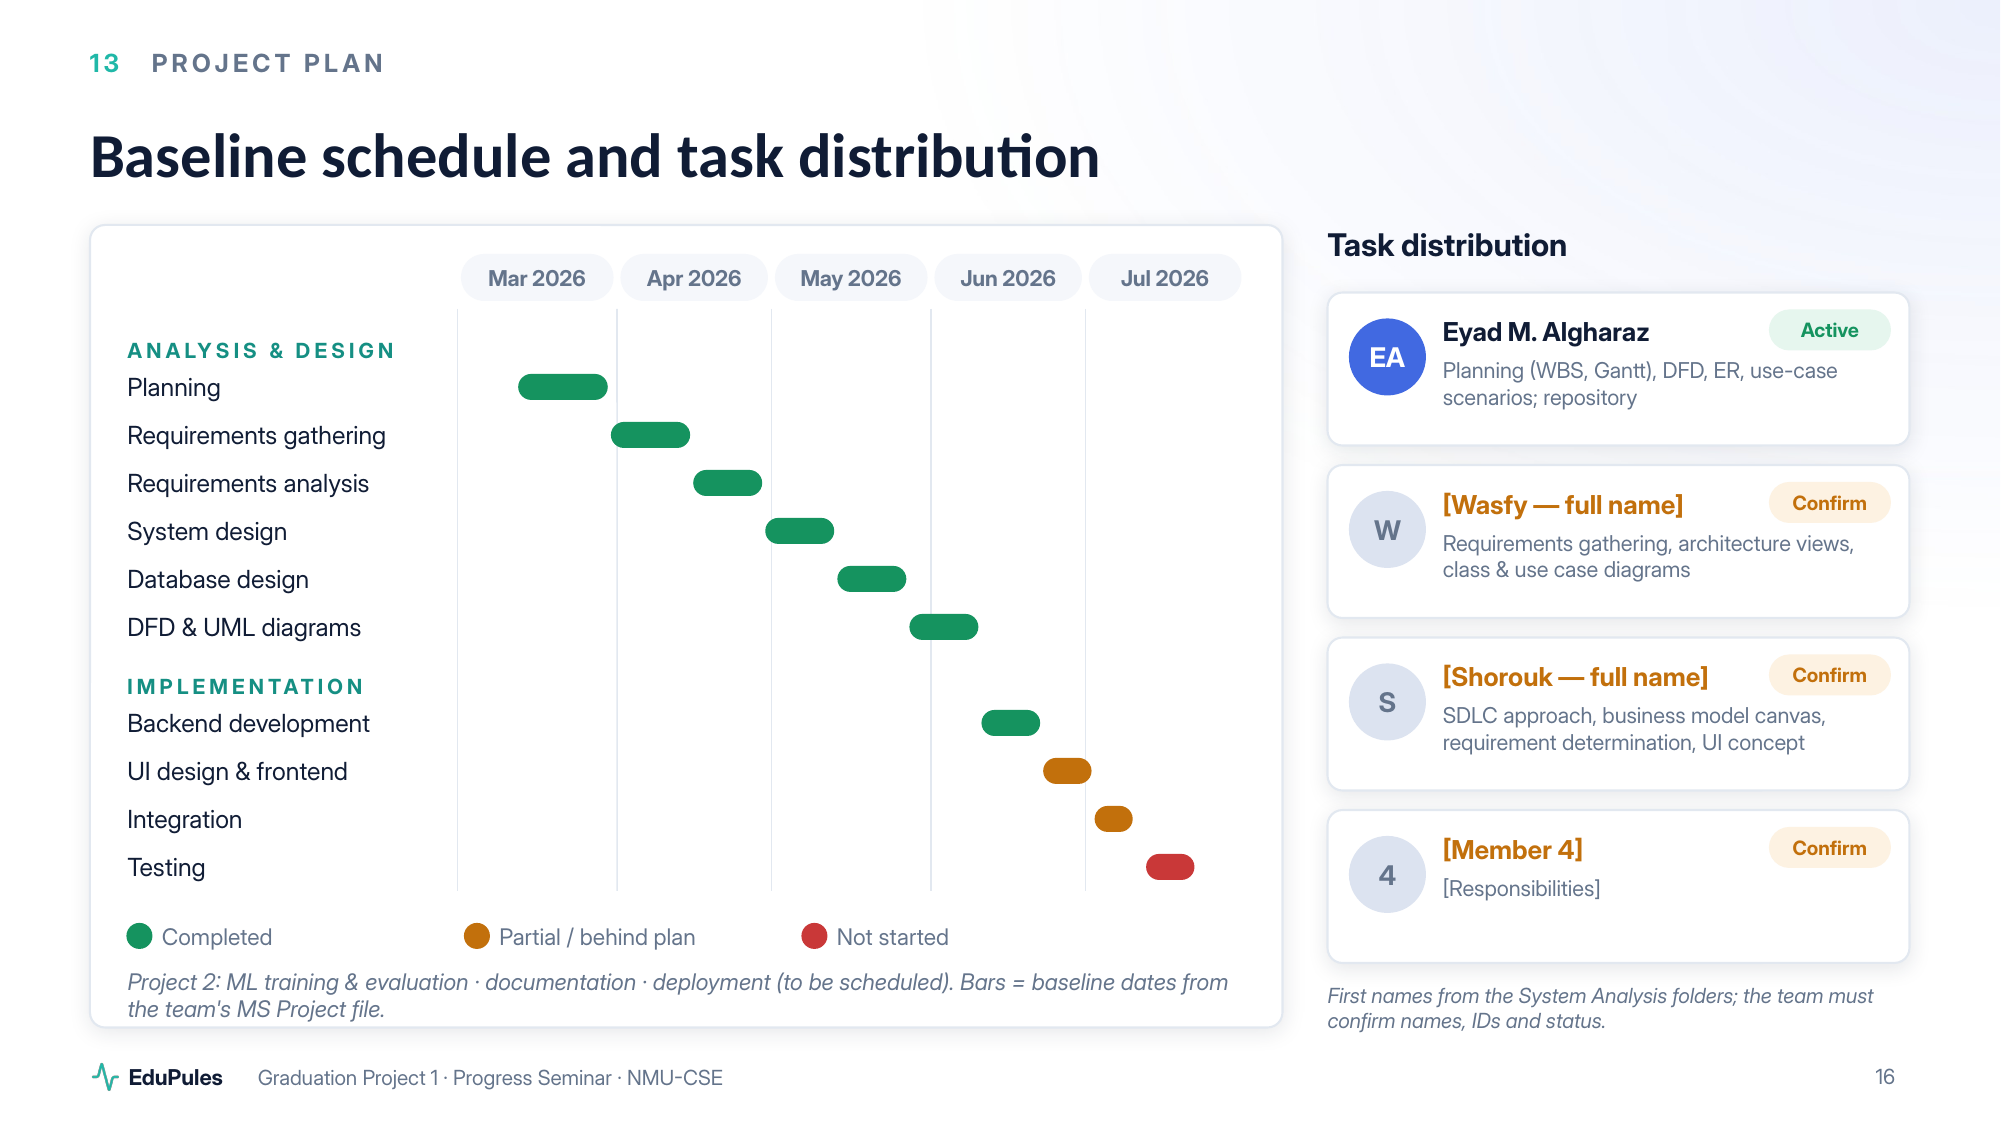 13 PROJECT PLAN
Baseline schedule and task distribution
Mar 2026 Apr 2026 May 2026 Jun 2026 Jul 2026
ANALYSIS & DESIGN
Planning
Requirements gathering
Requirements analysis
System design
Database design
DFD & UML diagrams
IMPLEMENTATION
Backend development
UI design & frontend
Integration
Testing
Completed Partial / behind plan Not started
Project 2: ML training & evaluation · documentation · deployment (to be scheduled). Bars = baseline dates from
the team's MS Project file.
Task distribution
EA
Eyad M. Algharaz
Active
Planning (WBS, Gantt), DFD, ER, use-case
scenarios; repository
W
[Wasfy — full name]
Confirm
Requirements gathering, architecture views,
class & use case diagrams
S
[Shorouk — full name]
Confirm
SDLC approach, business model canvas,
requirement determination, UI concept
4
[Member 4]
Confirm
[Responsibilities]
First names from the System Analysis folders; the team must
confirm names, IDs and status.
EduPules Graduation Project 1 · Progress Seminar · NMU-CSE
16